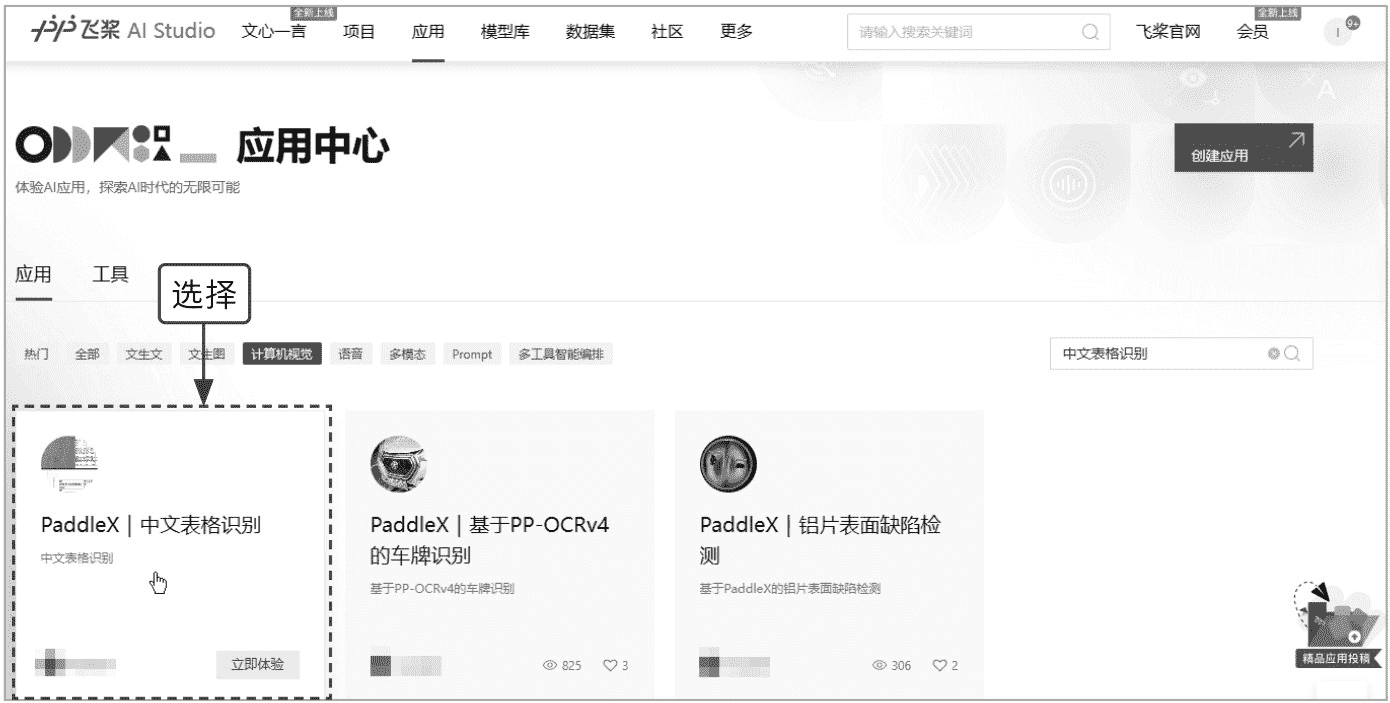 全新上线 全新上线
飞桨 AI Studio 文心一言 项目 应用 模型库 数据集 社区 更多 请输入搜索关键词 飞桨官网 会员 I 9+
应用中心
创建应用
体验AI应用，探索AI时代的无限可能
应用 工具
选择
热门 全部 文生文 文生图 计算机视觉 语音 多模态 Prompt 多工具智能编排 中文表格识别
PaddleX｜中文表格识别
中文表格识别
立即体验
PaddleX｜基于PP-OCRv4
的车牌识别
基于PP-OCRv4的车牌识别
825 3
PaddleX｜铝片表面缺陷检
测
基于PaddleX的铝片表面缺陷检测
306 2
精品应用投稿